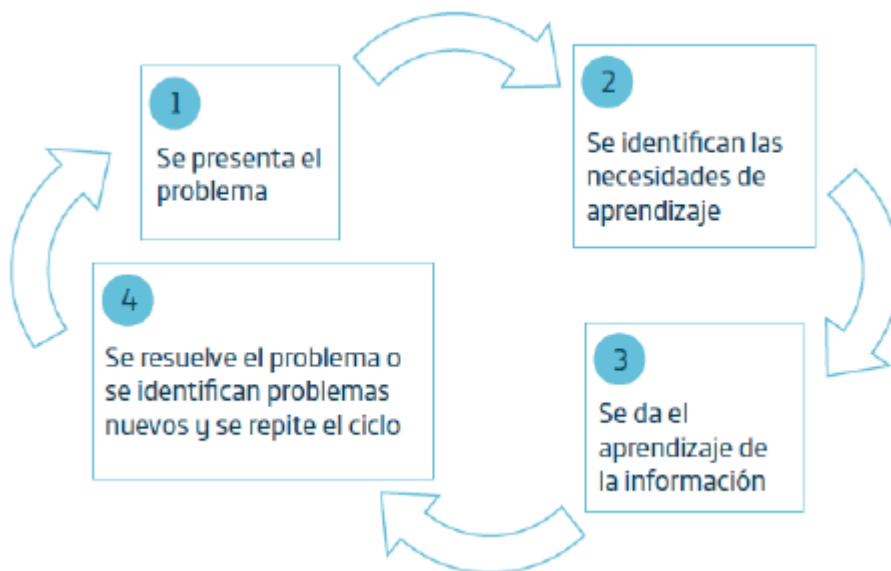 1
Se presenta el
problema
2
Se identifican las
necesidades de
aprendizaje
3
Se da el
aprendizaje de
la información
4
Se resuelve el problema o
se identifican problemas
nuevos y se repite el ciclo